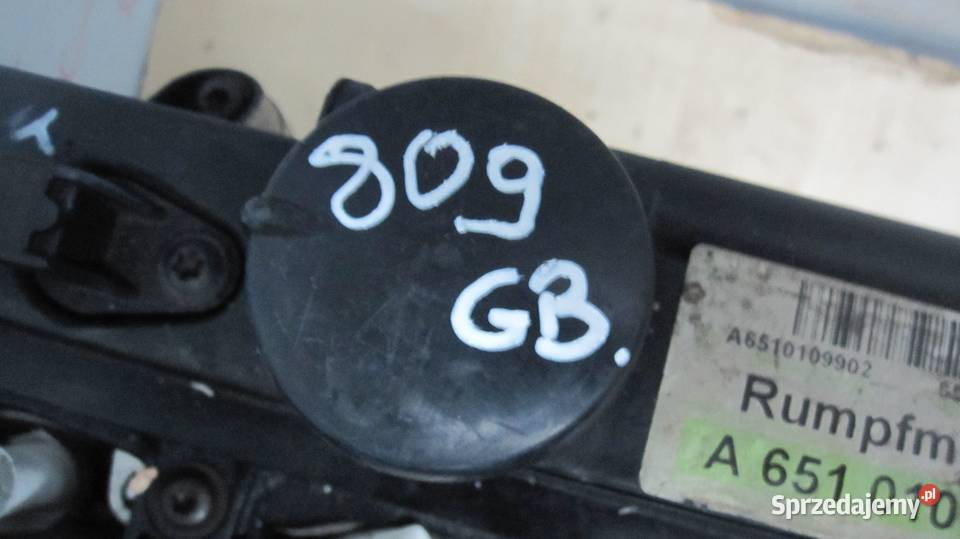 809
GB.
A6510109902
Rumpfm
A 651 010
Sprzedajemy.pl